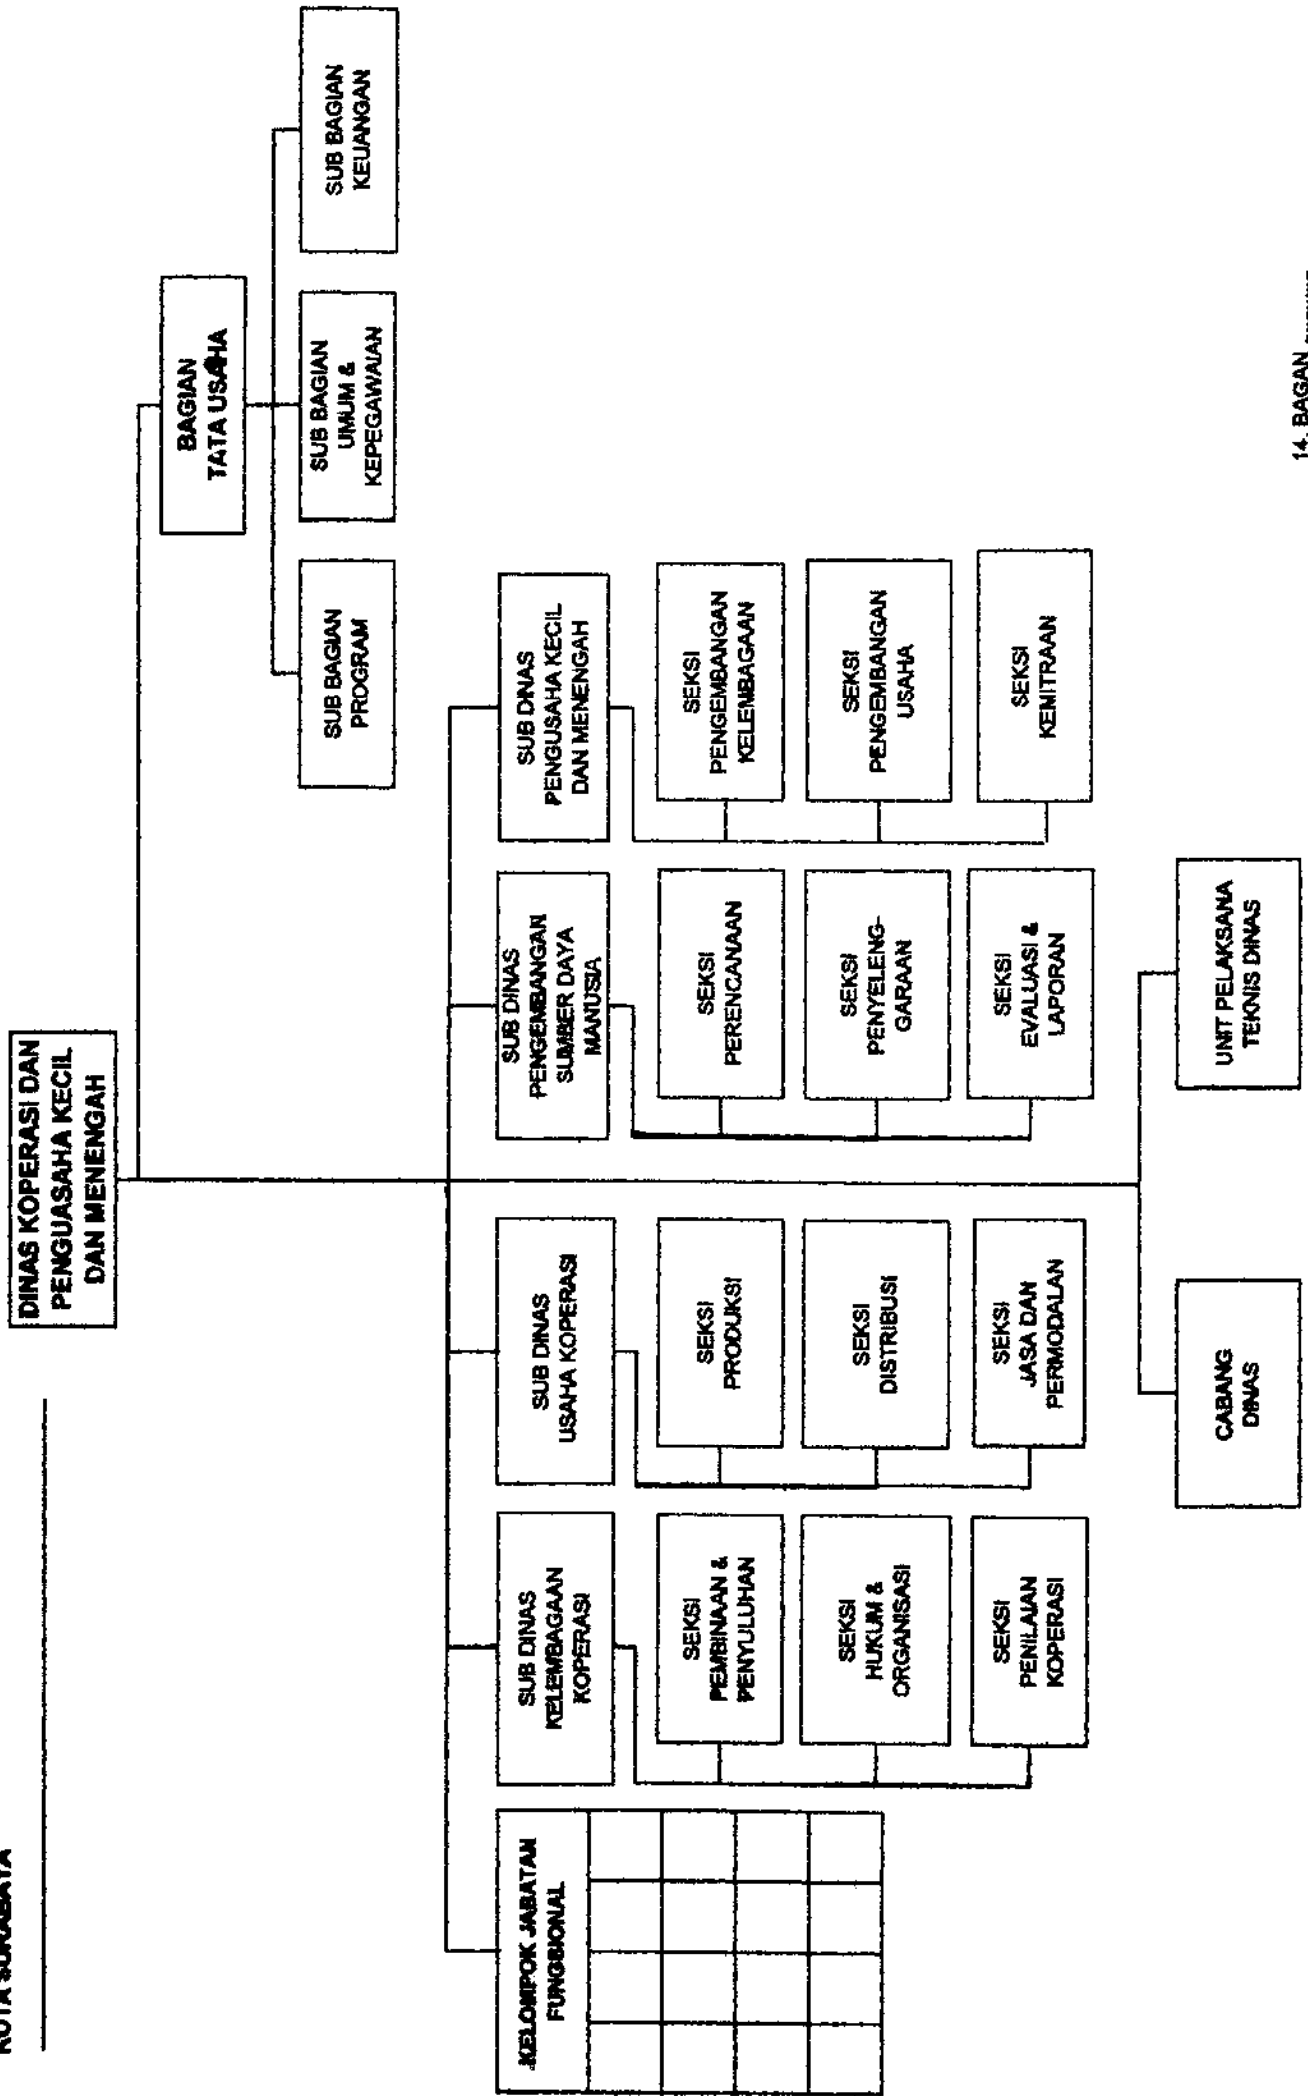 KOTA SURABAYA
DINAS KOPERASI DAN
PENGUASAHA KECIL
DAN MENENGAH
BAGIAN
TATA USAHA
SUB BAGIAN
PROGRAM
SUB BAGIAN
UMUM &
KEPEGAWAIAN
SUB BAGIAN
KEUANGAN
KELOMPOK JABATAN
FUNGSIONAL
SUB DINAS
KELEMBAGAAN
KOPERASI
SEKSI
PEMBINAAN &
PENYULUHAN
SEKSI
HUKUM &
ORGANISASI
SEKSI
PENILAIAN
KOPERASI
SUB DINAS
USAHA KOPERASI
SEKSI
PRODUKSI
SEKSI
DISTRIBUSI
SEKSI
JASA DAN
PERMODALAN
SUB DINAS
PENGEMBANGAN
SUMBER DAYA
MANUSIA
SEKSI
PERENCANAAN
SEKSI
PENYELENG-
GARAAN
SEKSI
EVALUASI &
LAPORAN
SUB DINAS
PENGUSAHA KECIL
DAN MENENGAH
SEKSI
PENGEMBANGAN
KELEMBAGAAN
SEKSI
PENGEMBANGAN
USAHA
SEKSI
KEMITRAAN
CABANG
DINAS
UNIT PELAKSANA
TEKNIS DINAS
14. BAGAN